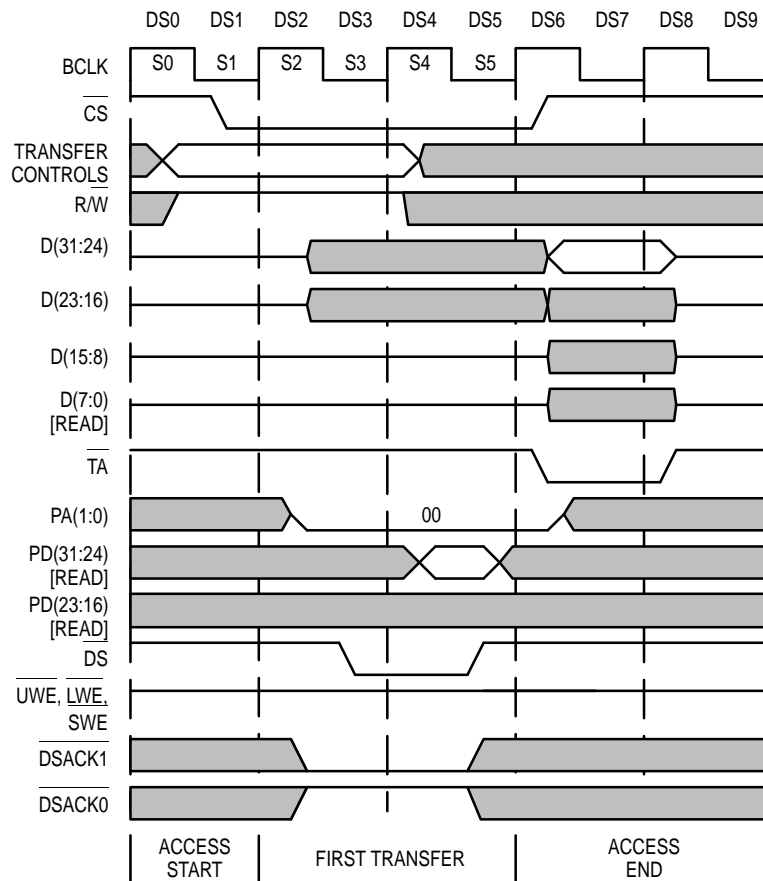 DS0 DS1 DS2 DS3 DS4 DS5 DS6 DS7 DS8 DS9
BCLK S0 S1 S2 S3 S4 S5
CS
TRANSFER
CONTROLS
R/W
D(31:24)
D(23:16)
D(15:8)
D(7:0)
[READ]
TA
PA(1:0) 00
PD(31:24)
[READ]
PD(23:16)
[READ]
DS
UWE, LWE,
SWE
DSACK1
DSACK0
ACCESS
START
FIRST TRANSFER
ACCESS
END